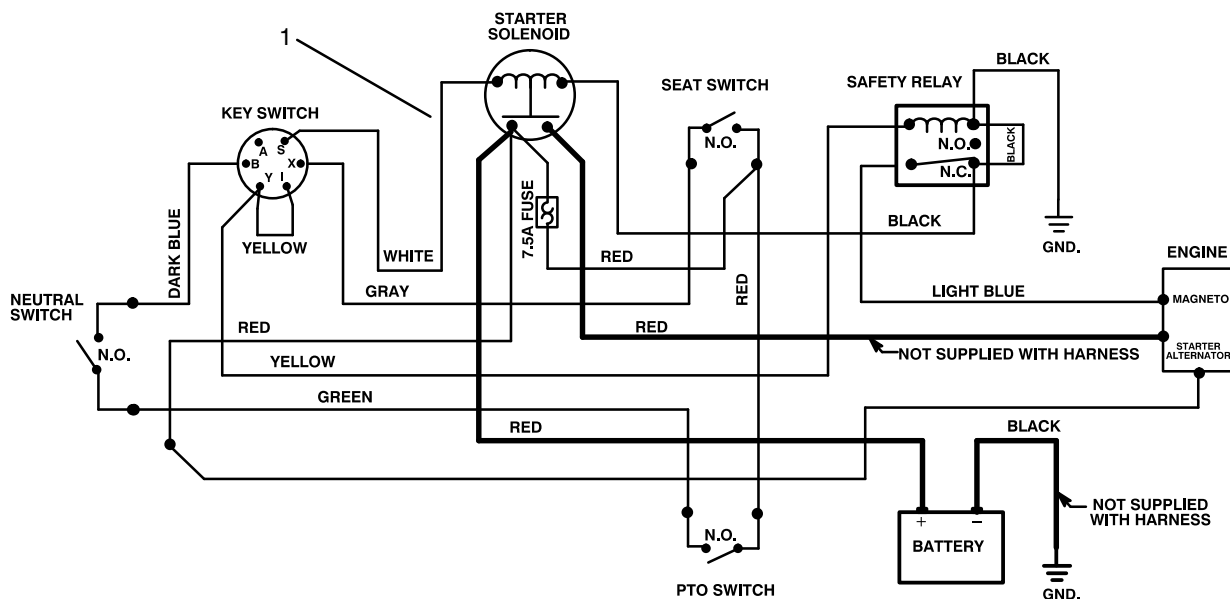 STARTER
SOLENOID
1
BLACK
SAFETY RELAY
SEAT SWITCH
KEY SWITCH
A
S
B
X
Y
I
N.O.
N.O.
BLACK
N.C.
7.5A FUSE
BLACK
YELLOW
WHITE
RED
GND.
ENGINE
DARK BLUE
GRAY
RED
LIGHT BLUE
MAGNETO
NEUTRAL
SWITCH
RED
RED
NOT SUPPLIED WITH HARNESS
STARTER
ALTERNATOR
N.O.
YELLOW
GREEN
RED
BLACK
NOT SUPPLIED
WITH HARNESS
+
–
N.O.
BATTERY
PTO SWITCH
GND.